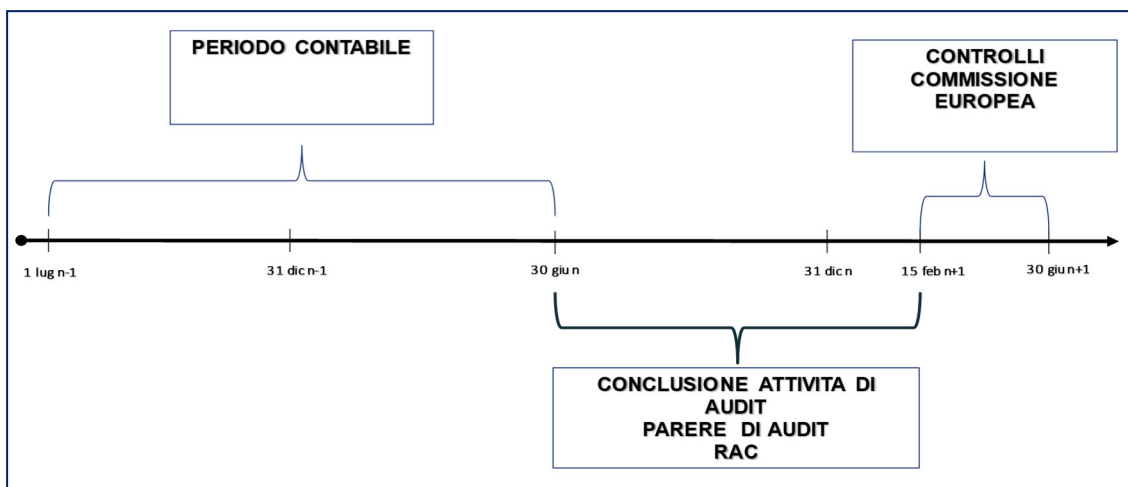 PERIODO CONTABILE
CONTROLLI
COMMISSIONE
EUROPEA
1 lug n-1
31 dic n-1
30 giu n
31 dic n
15 feb n+1
30 giu n+1
CONCLUSIONE ATTIVITA DI
AUDIT
PARERE DI AUDIT
RAC